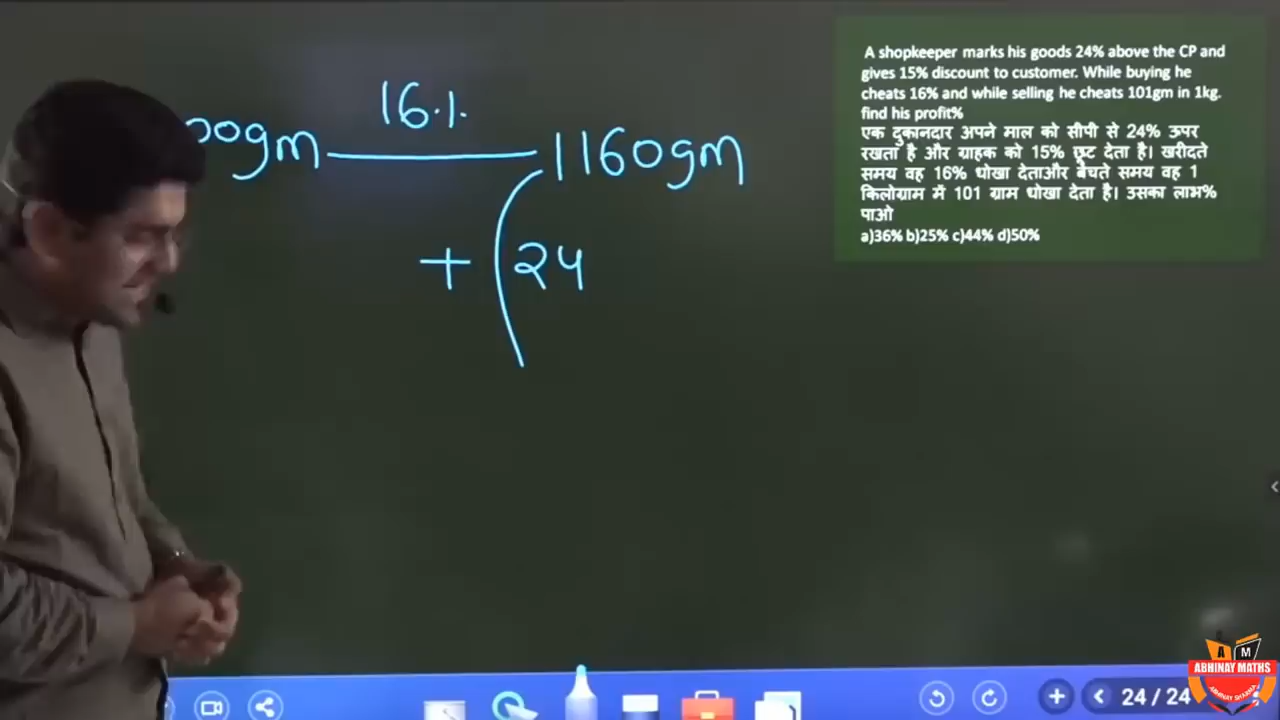 A shopkeeper marks his goods 24% above the CP and
gives 15% discount to customer. While buying he
cheats 16% and while selling he cheats 101gm in 1kg.
find his profit%
एक दुकानदार अपने माल को सीपी से 24% ऊपर
रखता है और ग्राहक को 15% छूट देता है। खरीदते
समय वह 16% धोखा देताऔर बेचते समय वह 1
किलोग्राम में 101 ग्राम धोखा देता है। उसका लाभ%
पाओ
a)36% b)25% c)44% d)50%
16%
00gm 1160gm
+ (24
24 / 24
A M
ABHINAY MATHS
ABHINAY SHARMA